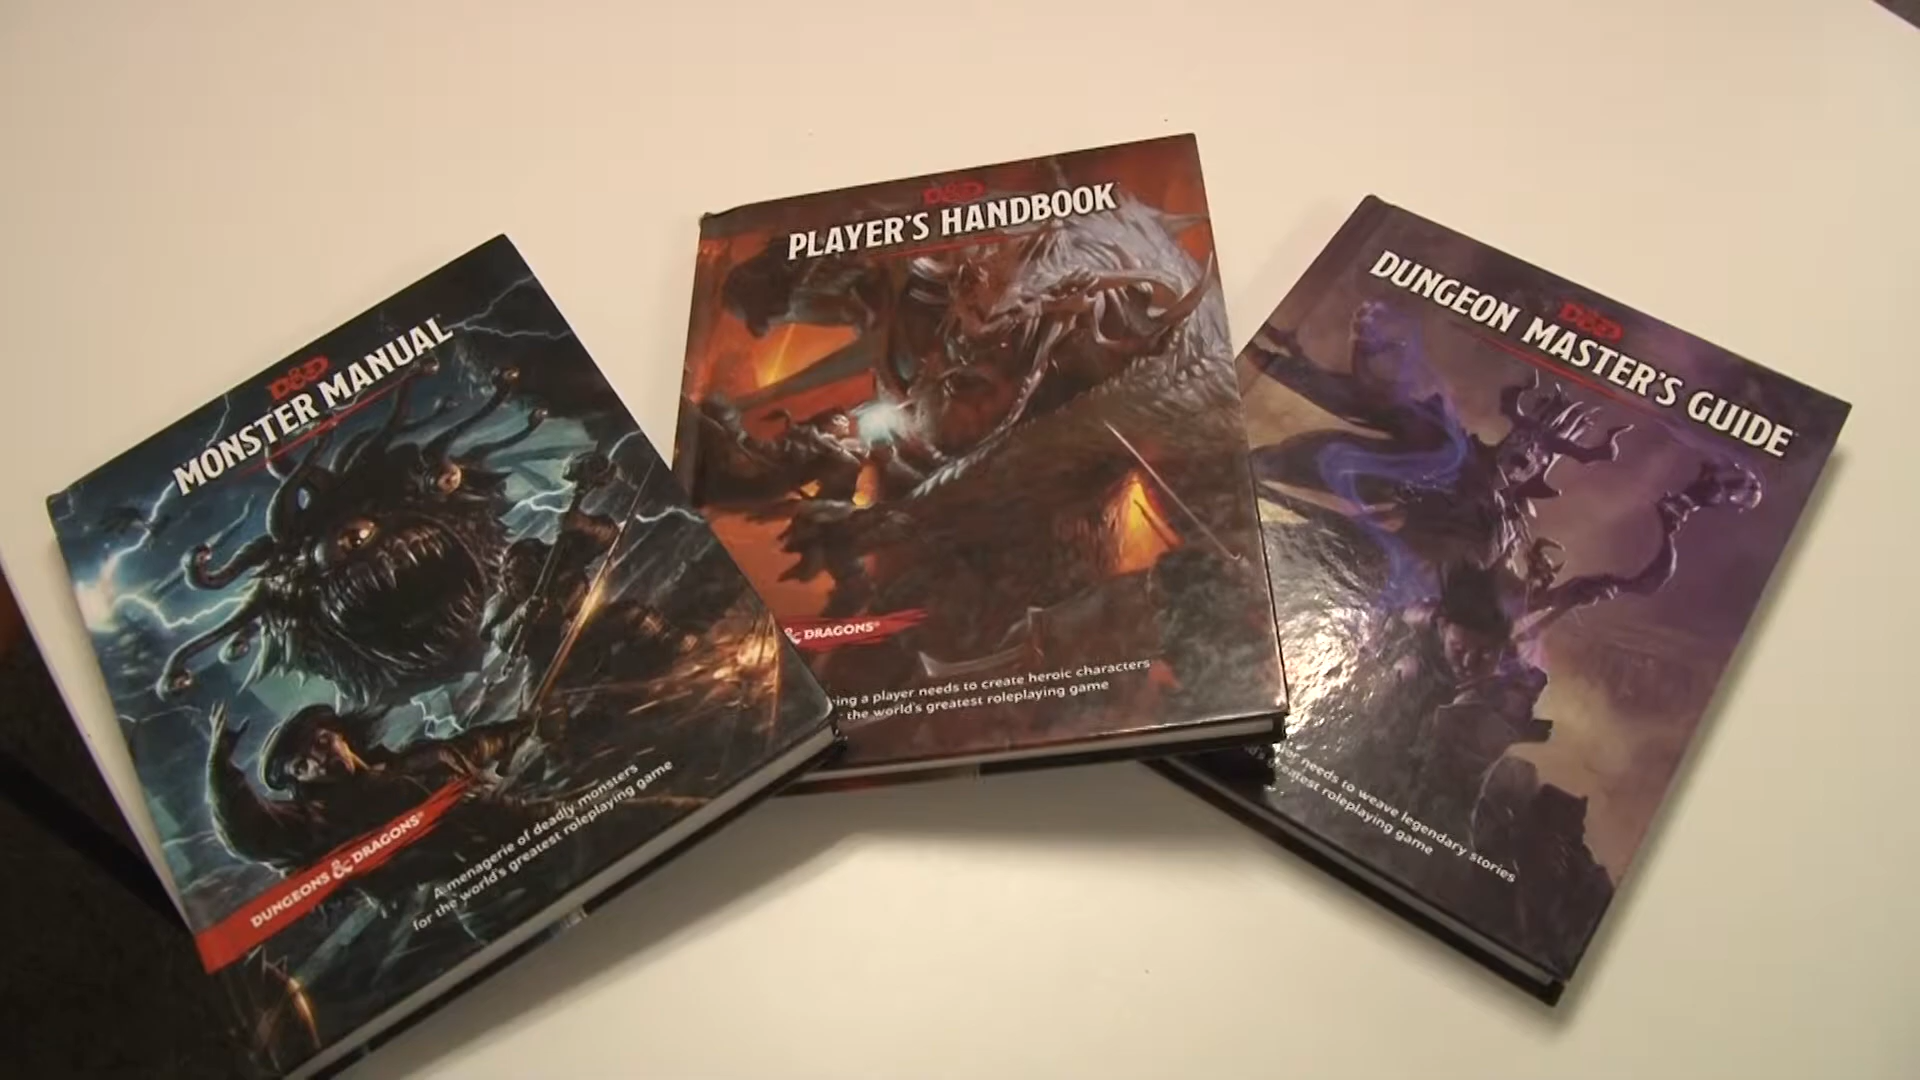 D&D
MONSTER MANUAL
DUNGEONS & DRAGONS®
A menagerie of deadly monsters
for the world's greatest roleplaying game
D&D
PLAYER'S HANDBOOK
& DRAGONS®
a player needs to create heroic characters
the world's greatest roleplaying game
D&D
DUNGEON MASTER'S GUIDE
needs to weave legendary stories
greatest roleplaying game